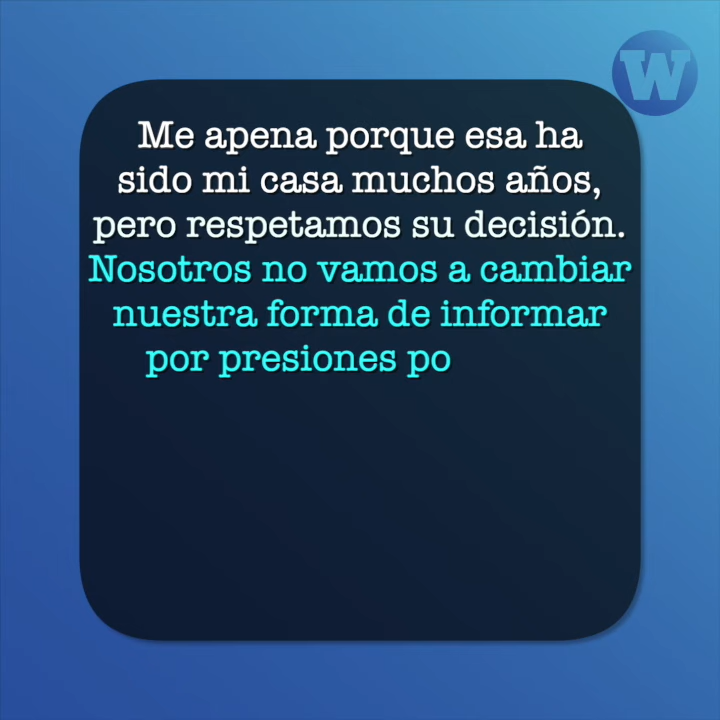 W
Me apena porque esa ha
sido mi casa muchos años,
pero respetamos su decisión.
Nosotros no vamos a cambiar
nuestra forma de informar
por presiones po